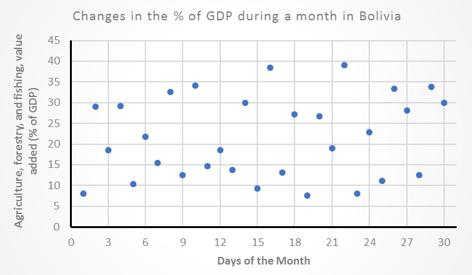 Changes in the % of GDP during a month in Bolivia
Agriculture, forestry, and fishing, value
added (% of GDP)
45
40
35
30
25
20
15
10
5
0
0 3 6 9 12 15 18 21 24 27 30
Days of the Month